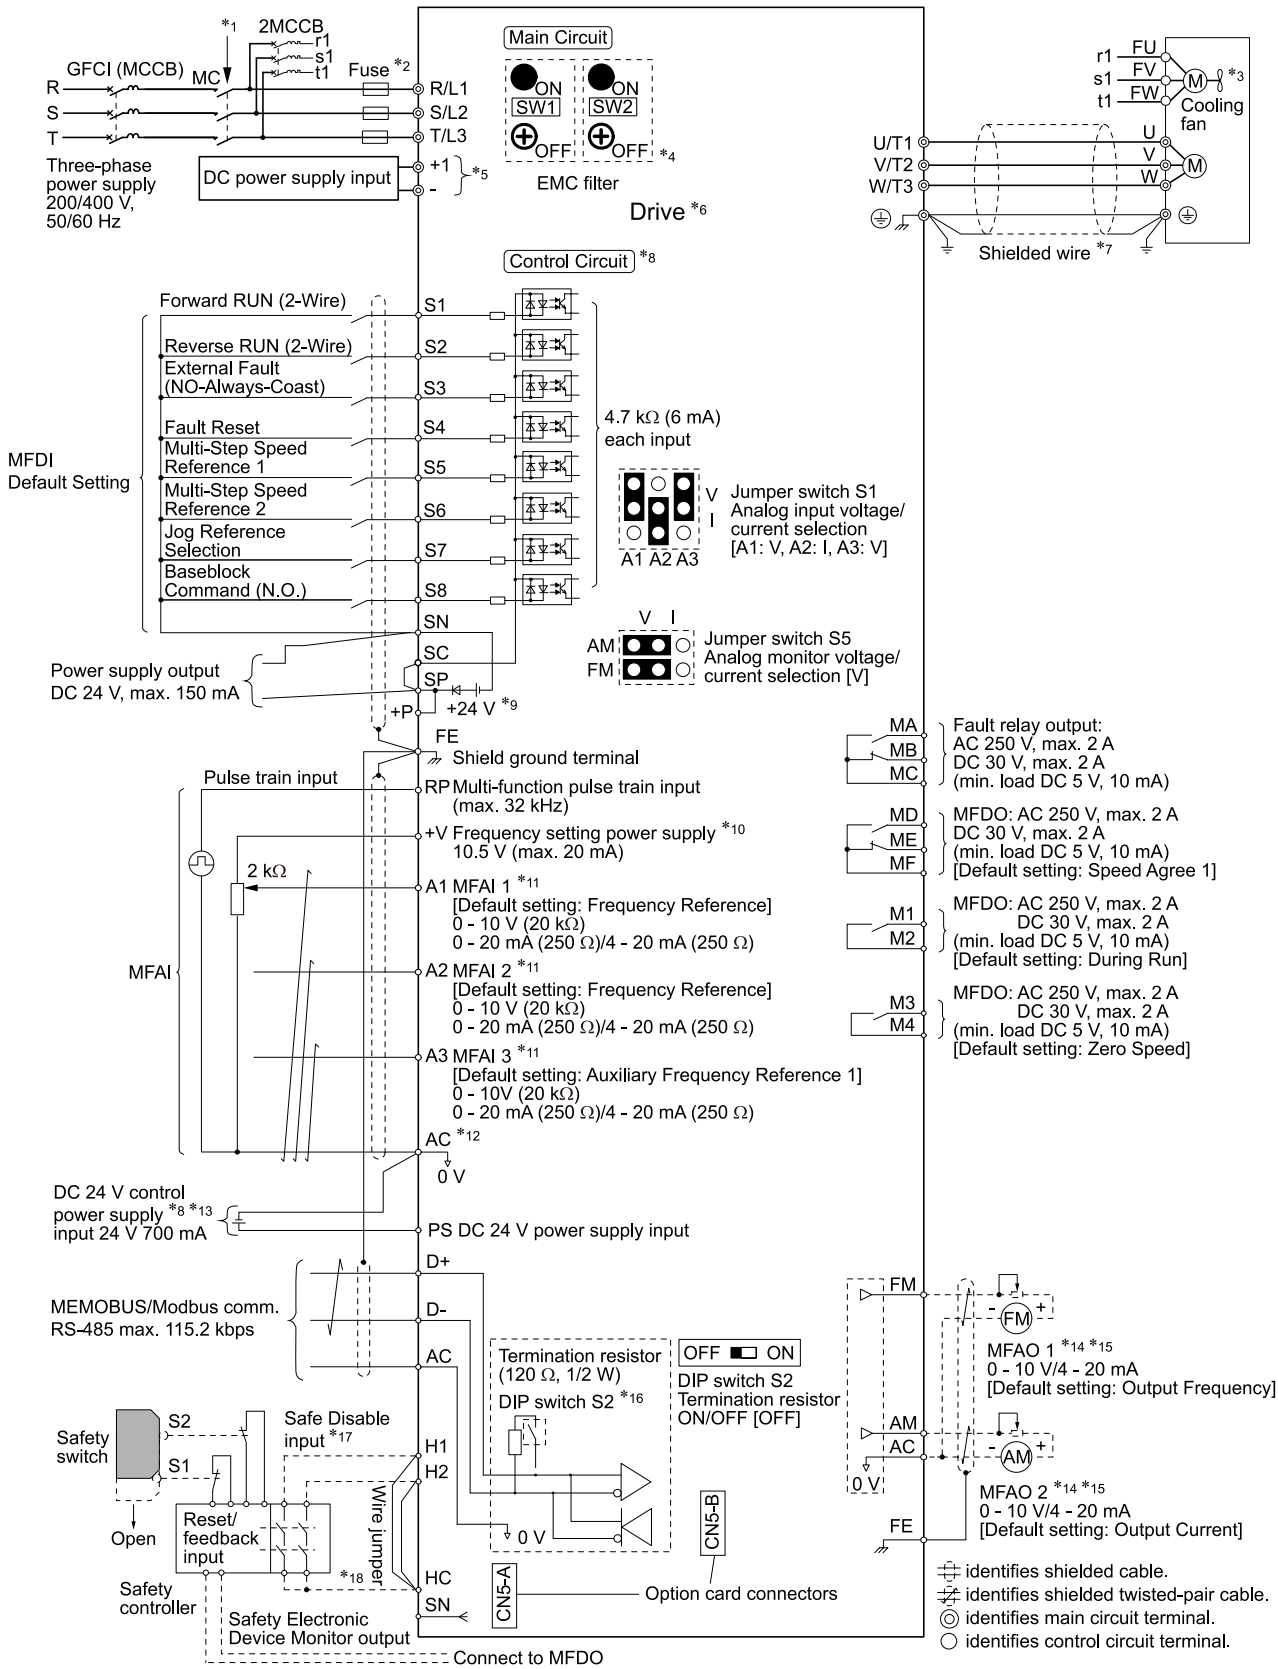 *1
2MCCB
r1
s1
t1
GFCI (MCCB)
MC
Fuse *2
R
S
T
R/L1
S/L2
T/L3
Three-phase
power supply
200/400 V,
50/60 Hz
DC power supply input
+1
-
*5
Main Circuit
ON
SW1
OFF
ON
SW2
OFF
*4
EMC filter
Drive *6
r1
s1
t1
FU
FV
FW
M
*3
Cooling
fan
U/T1
V/T2
W/T3
U
V
W
M
Shielded wire *7
Control Circuit *8
MFDI
Default Setting
Forward RUN (2-Wire)
S1
Reverse RUN (2-Wire)
S2
External Fault
(NO-Always-Coast)
S3
Fault Reset
S4
Multi-Step Speed
Reference 1
S5
Multi-Step Speed
Reference 2
S6
Jog Reference
Selection
S7
Baseblock
Command (N.O.)
S8
4.7 kΩ (6 mA)
each input
V
I
A1 A2 A3
Jumper switch S1
Analog input voltage/
current selection
[A1: V, A2: I, A3: V]
V I
AM
FM
Jumper switch S5
Analog monitor voltage/
current selection [V]
SN
SC
SP
+P
+24 V *9
Power supply output
DC 24 V, max. 150 mA
FE
Shield ground terminal
MA
MB
MC
Fault relay output:
AC 250 V, max. 2 A
DC 30 V, max. 2 A
(min. load DC 5 V, 10 mA)
MD
ME
MF
MFDO: AC 250 V, max. 2 A
DC 30 V, max. 2 A
(min. load DC 5 V, 10 mA)
[Default setting: Speed Agree 1]
M1
M2
MFDO: AC 250 V, max. 2 A
DC 30 V, max. 2 A
(min. load DC 5 V, 10 mA)
[Default setting: During Run]
M3
M4
MFDO: AC 250 V, max. 2 A
DC 30 V, max. 2 A
(min. load DC 5 V, 10 mA)
[Default setting: Zero Speed]
MFAI
Pulse train input
RP Multi-function pulse train input
(max. 32 kHz)
+V Frequency setting power supply *10
10.5 V (max. 20 mA)
2 kΩ
A1 MFAI 1 *11
[Default setting: Frequency Reference]
0 - 10 V (20 kΩ)
0 - 20 mA (250 Ω)/4 - 20 mA (250 Ω)
A2 MFAI 2 *11
[Default setting: Frequency Reference]
0 - 10 V (20 kΩ)
0 - 20 mA (250 Ω)/4 - 20 mA (250 Ω)
A3 MFAI 3 *11
[Default setting: Auxiliary Frequency Reference 1]
0 - 10V (20 kΩ)
0 - 20 mA (250 Ω)/4 - 20 mA (250 Ω)
AC *12
0 V
DC 24 V control
power supply *8 *13
input 24 V 700 mA
PS DC 24 V power supply input
MEMOBUS/Modbus comm.
RS-485 max. 115.2 kbps
D+
D-
AC
Termination resistor
(120 Ω, 1/2 W)
DIP switch S2 *16
0 V
OFF ON
DIP switch S2
Termination resistor
ON/OFF [OFF]
FM
FM
- +
MFAO 1 *14 *15
0 - 10 V/4 - 20 mA
[Default setting: Output Frequency]
AM
AC
0 V
AM
- +
MFAO 2 *14 *15
0 - 10 V/4 - 20 mA
[Default setting: Output Current]
FE
Safety
switch
S2
S1
Open
Safe Disable
input *17
H1
H2
Wire jumper
Reset/
feedback
input
*18
HC
SN
Safety
controller
Safety Electronic
Device Monitor output
Connect to MFDO
CN5-A
CN5-B
Option card connectors
identifies shielded cable.
identifies shielded twisted-pair cable.
identifies main circuit terminal.
identifies control circuit terminal.